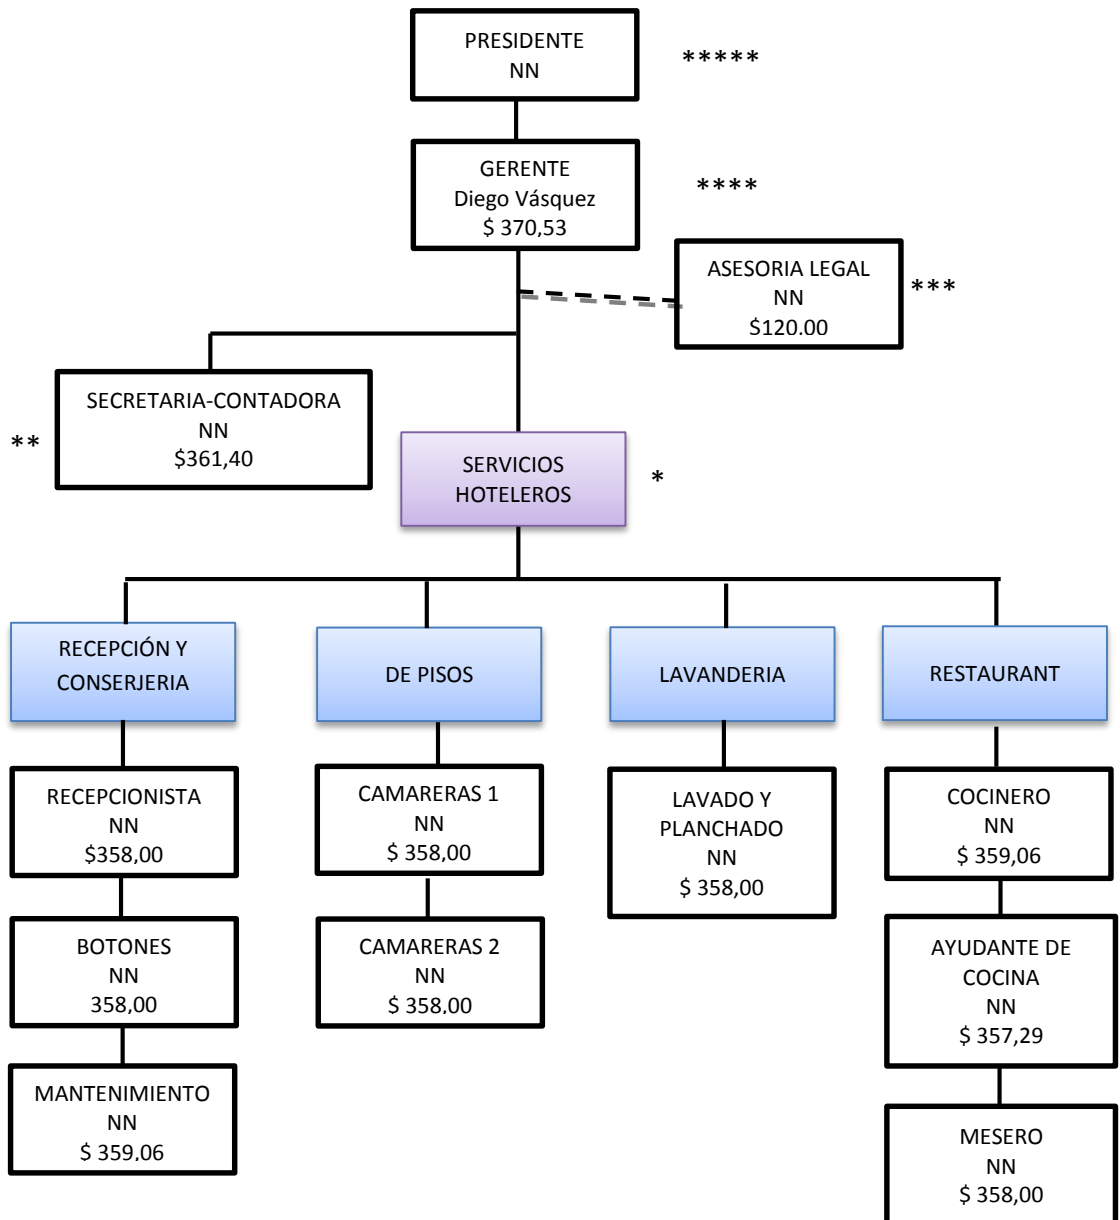 PRESIDENTE
NN
*****
GERENTE
Diego Vásquez
$ 370,53
****
ASESORIA LEGAL
NN
$120.00
***
SECRETARIA-CONTADORA
NN
$361,40
**
SERVICIOS
HOTELEROS
*
RECEPCIÓN Y
CONSERJERIA
DE PISOS
LAVANDERIA
RESTAURANT
RECEPCIONISTA
NN
$358,00
CAMARERAS 1
NN
$ 358,00
LAVADO Y
PLANCHADO
NN
$ 358,00
COCINERO
NN
$ 359,06
BOTONES
NN
358,00
CAMARERAS 2
NN
$ 358,00
AYUDANTE DE
COCINA
NN
$ 357,29
MANTENIMIENTO
NN
$ 359,06
MESERO
NN
$ 358,00